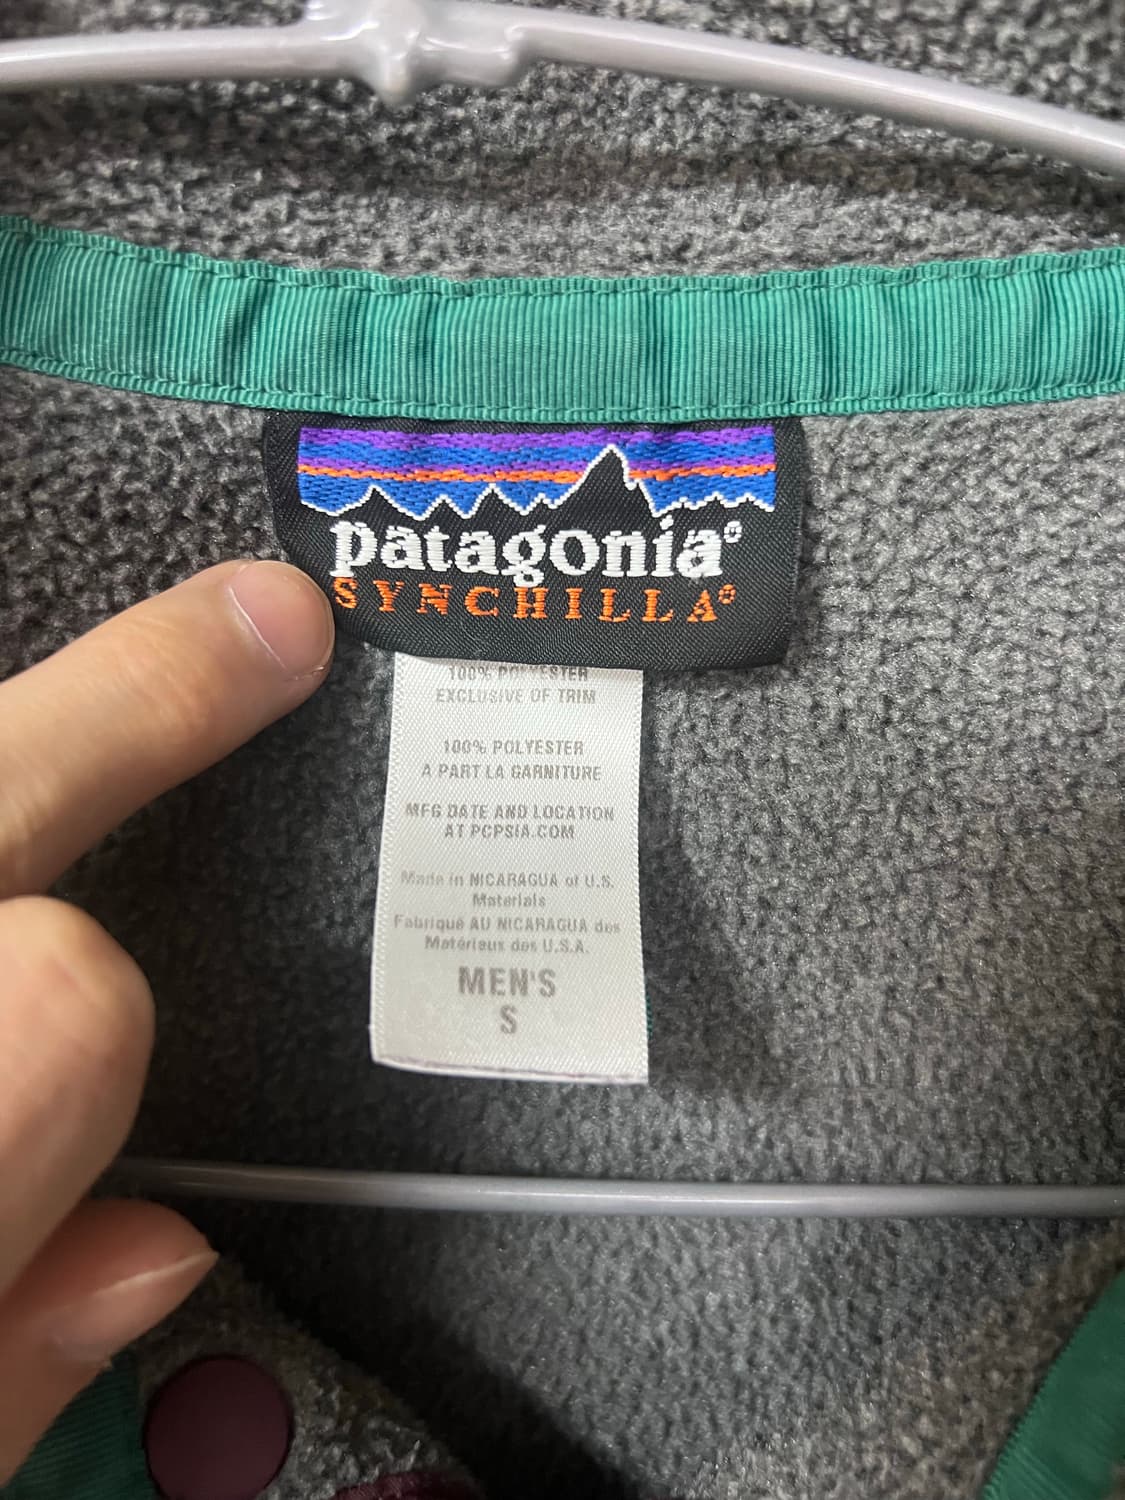 patagonia®
SYNCHILLA®
100% POLYESTER
EXCLUSIVE OF TRIM
100% POLYESTER
A PART LA GARNITURE
MFG DATE AND LOCATION
AT PCPSIA.COM
Made in NICARAGUA of U.S.
Materials
Fabriqué AU NICARAGUA des
Matérieux des U.S.A.
MEN'S
S